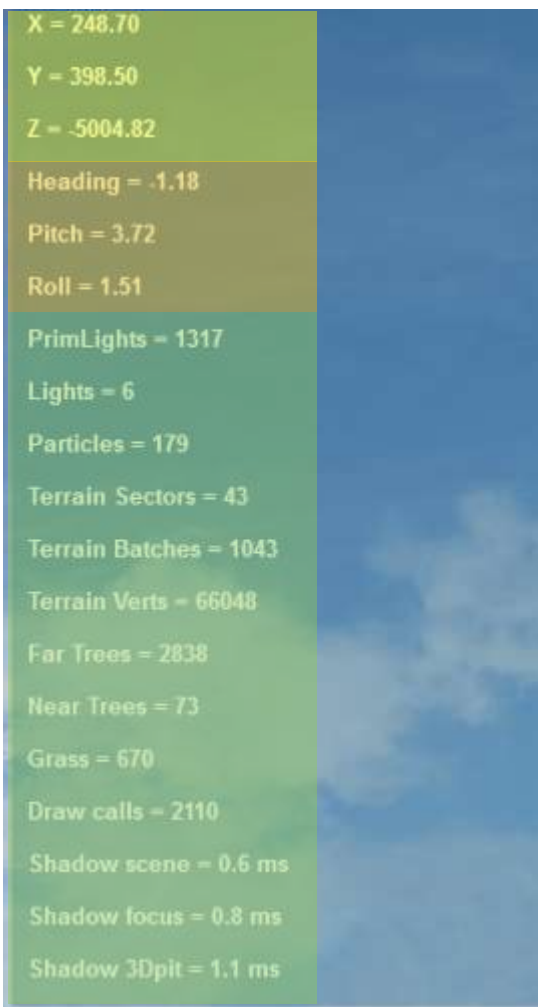 X = 248.70
Y = 398.50
Z = -5004.82
Heading = -1.18
Pitch = 3.72
Roll = 1.51
PrimLights = 1317
Lights = 6
Particles = 179
Terrain Sectors = 43
Terrain Batches = 1043
Terrain Verts = 66048
Far Trees = 2838
Near Trees = 73
Grass = 670
Draw calls = 2110
Shadow scene = 0.6 ms
Shadow focus = 0.8 ms
Shadow 3Dpit = 1.1 ms